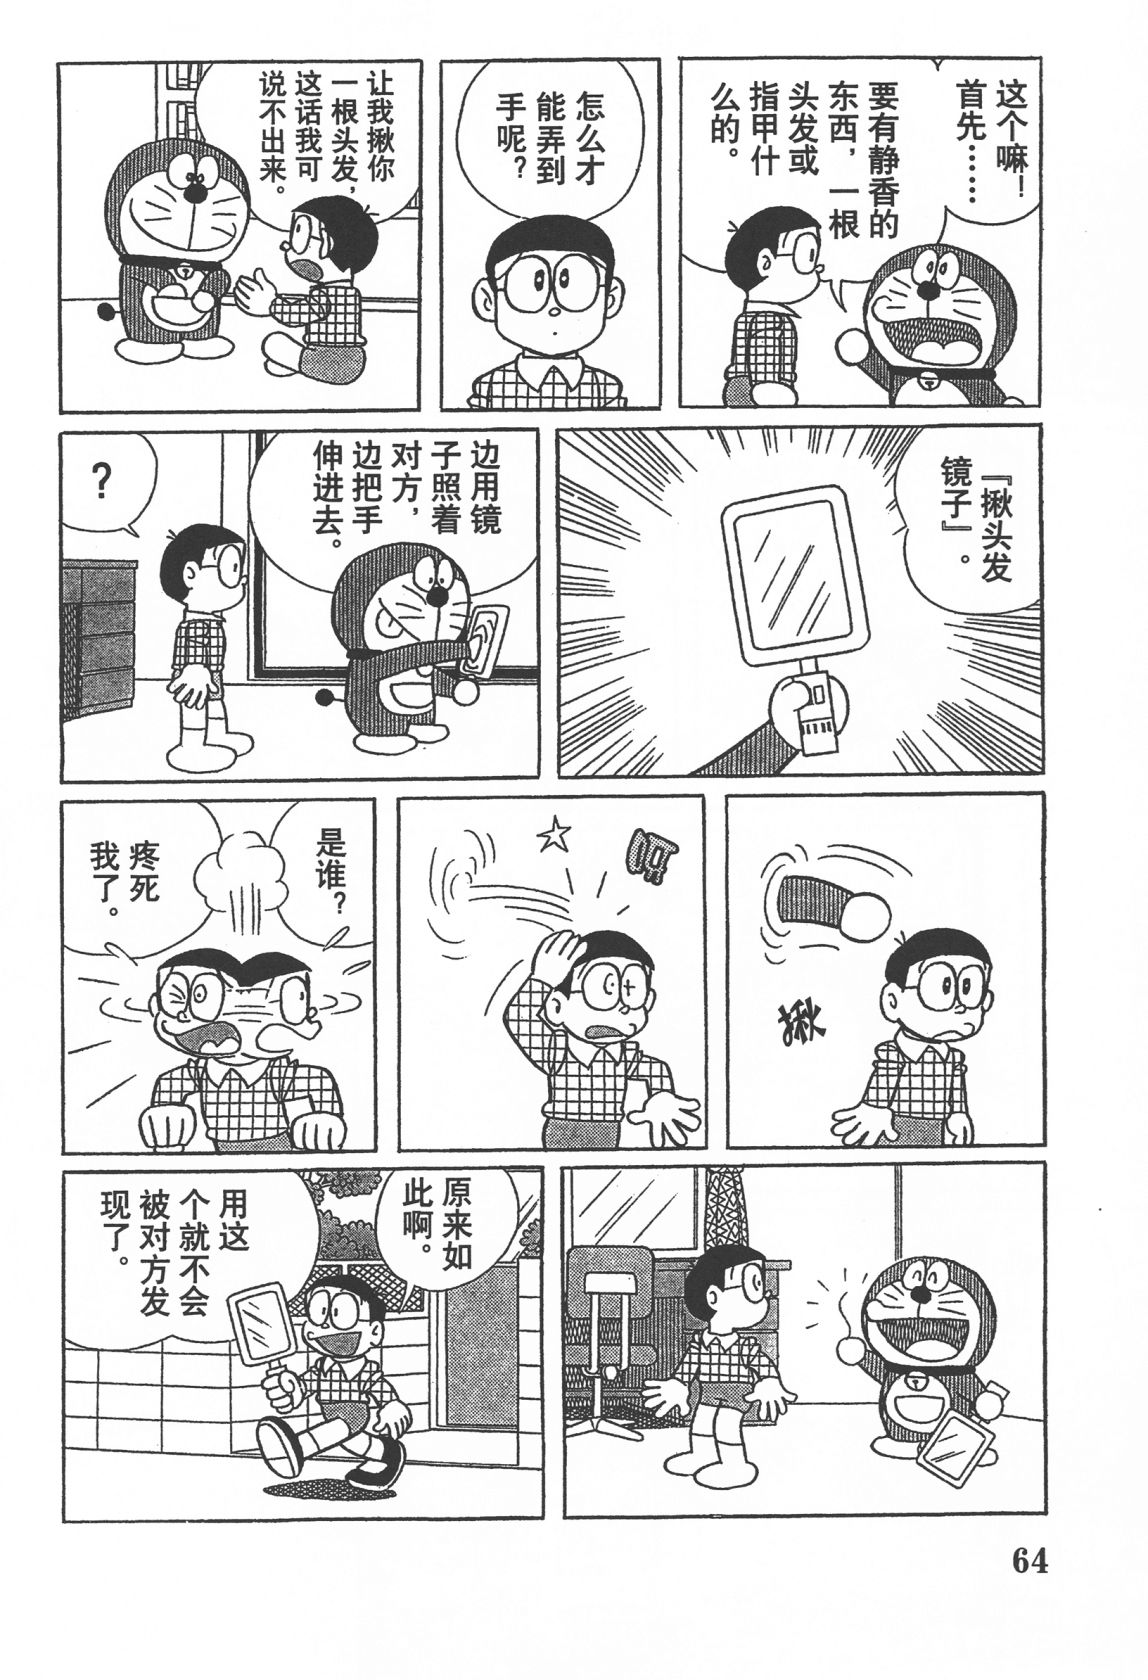 这个嘛！
首先……
要有静香的
东西，一根
头发或
指甲什
么的。
怎么才
能弄到
手呢？
让我揪你
一根头发，
这话我可
说不出来。
『揪头发
镜子』。
边用镜
子照着
对方，
边把手
伸进去。
？
揪
是谁？
疼死
我了。
原来如
此啊。
用这
个就不会
被对方发
现了。
64